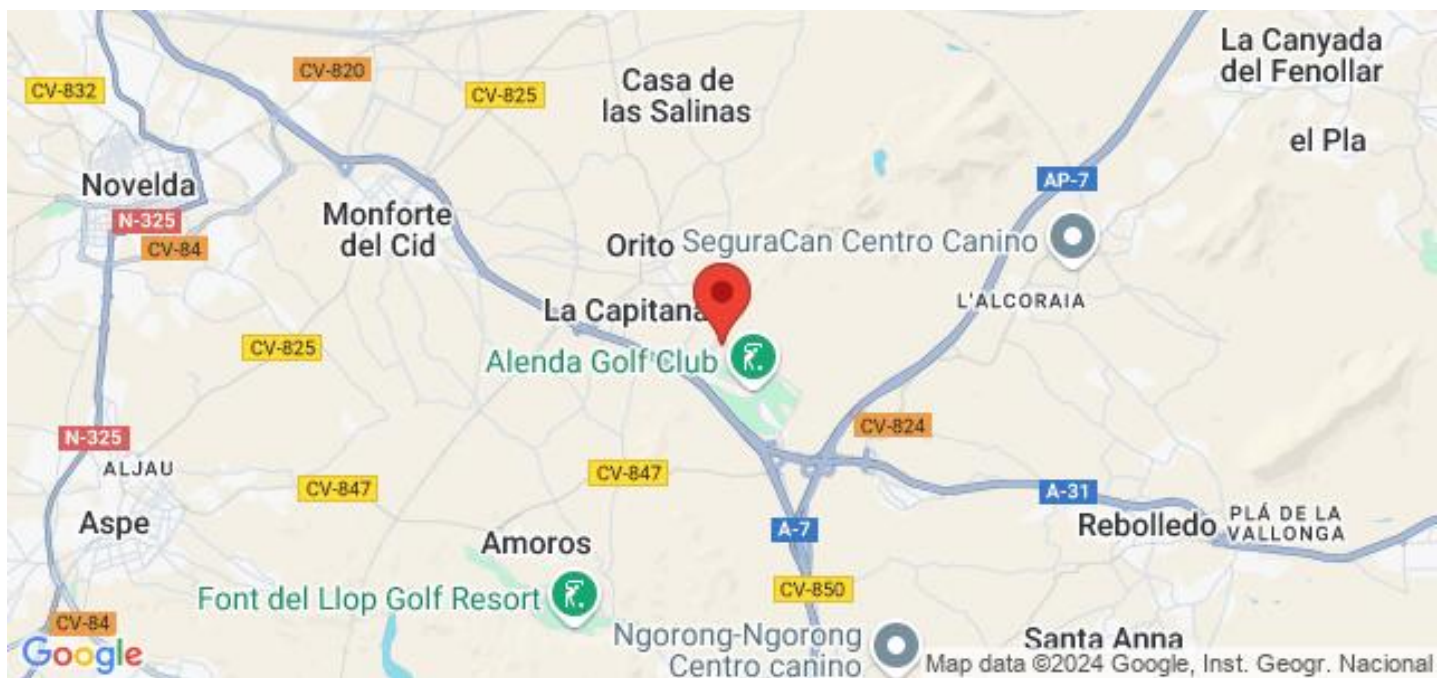 La Canyada
del Fenollar
CV-820
Casa de
las Salinas
CV-832
CV-825
el Pla
Novelda
AP-7
Monforte
del Cid
N-325
CV-84
Orito
SeguraCan Centro Canino
La Capitana
L'ALCORAIA
CV-825
Alenda Golf Club
CV-824
N-325
ALJAU
CV-847
CV-847
A-31
Aspe
Rebolledo
PLÁ DE LA
VALLONGA
Amoros
A-7
Font del Llop Golf Resort
CV-850
CV-84
Ngorong-Ngorong
Centro canino
Santa Anna
Google
Map data ©2024 Google, Inst. Geogr. Nacional